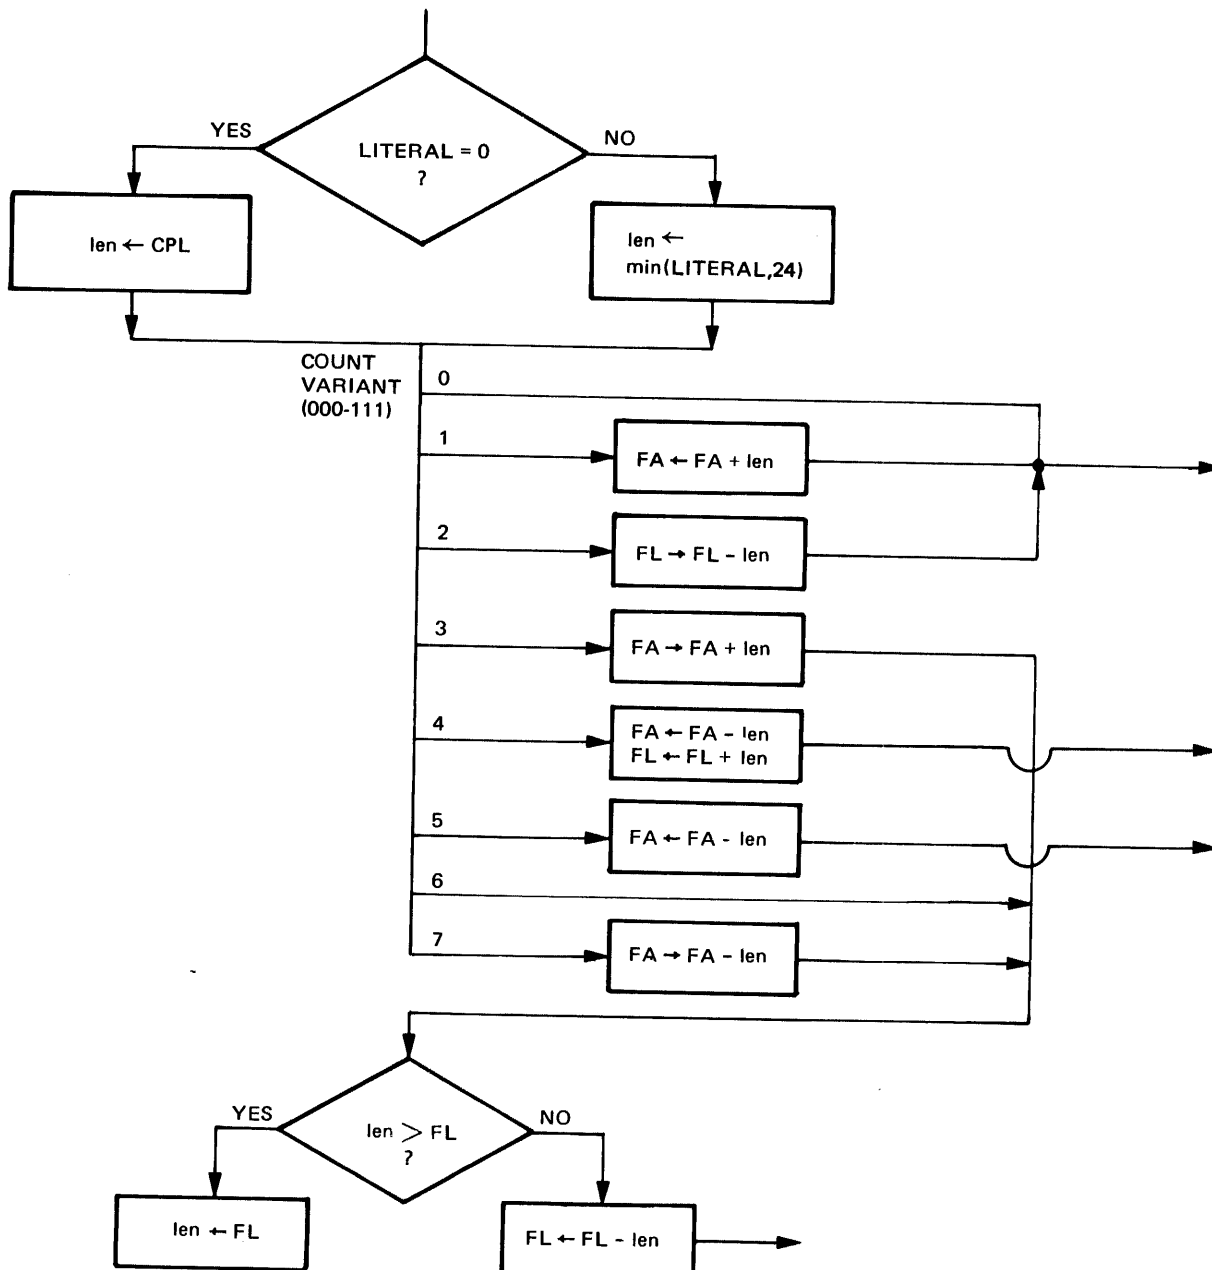 LITERAL = 0
?
YES
NO
len ← CPL
len ←
min(LITERAL,24)
COUNT
VARIANT
(000-111)
0
1
FA ← FA + len
2
FL → FL - len
3
FA → FA + len
4
FA ← FA - len
FL ← FL + len
5
FA ← FA - len
6
7
FA → FA - len
YES
len > FL
?
NO
len ← FL
FL ← FL - len